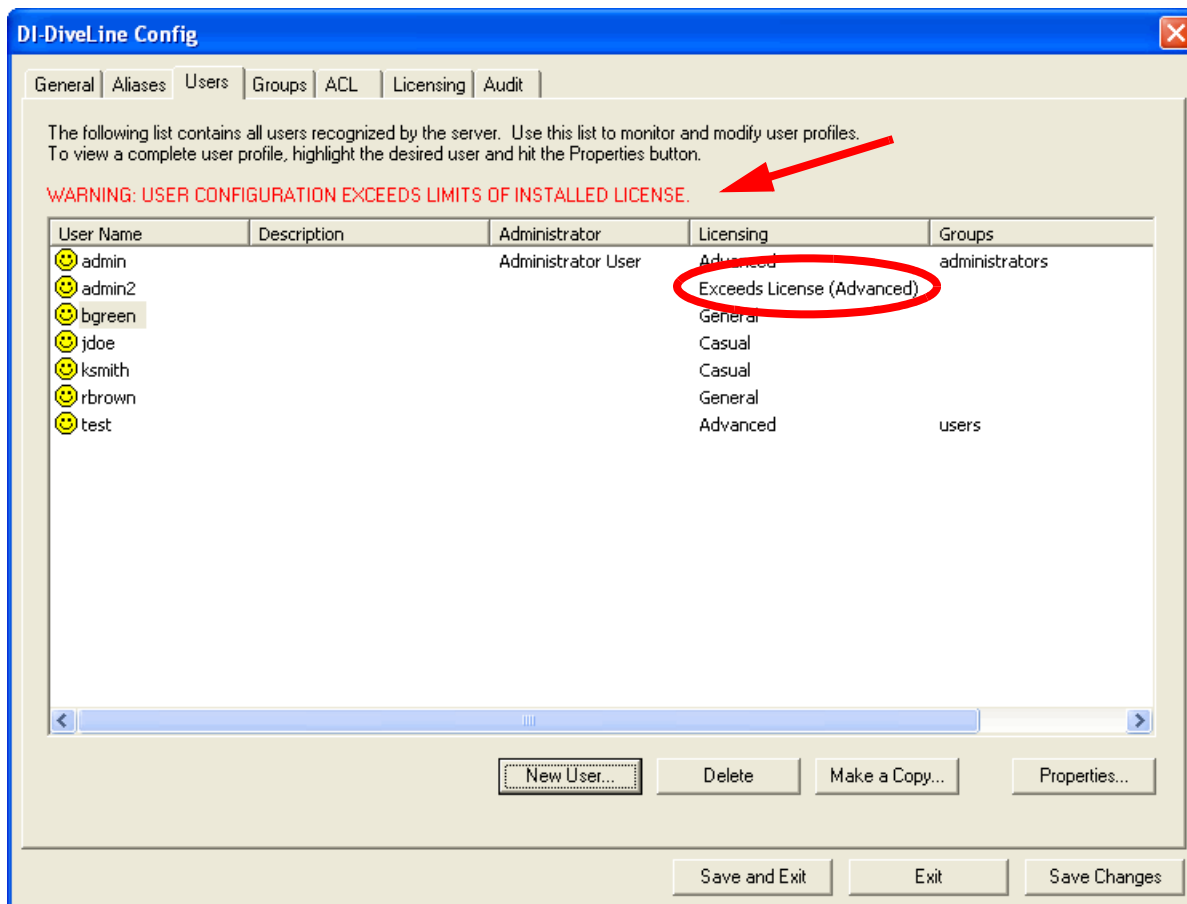 DI-DiveLine Config
General Aliases Users Groups ACL Licensing Audit
The following list contains all users recognized by the server. Use this list to monitor and modify user profiles.
To view a complete user profile, highlight the desired user and hit the Properties button.
WARNING: USER CONFIGURATION EXCEEDS LIMITS OF INSTALLED LICENSE.
User Name Description Administrator Licensing Groups
admin Administrator User Advanced administrators
admin2 Exceeds License (Advanced)
bgreen General
jdoe Casual
ksmith Casual
rbrown General
test Advanced users
New User... Delete Make a Copy... Properties...
Save and Exit Exit Save Changes